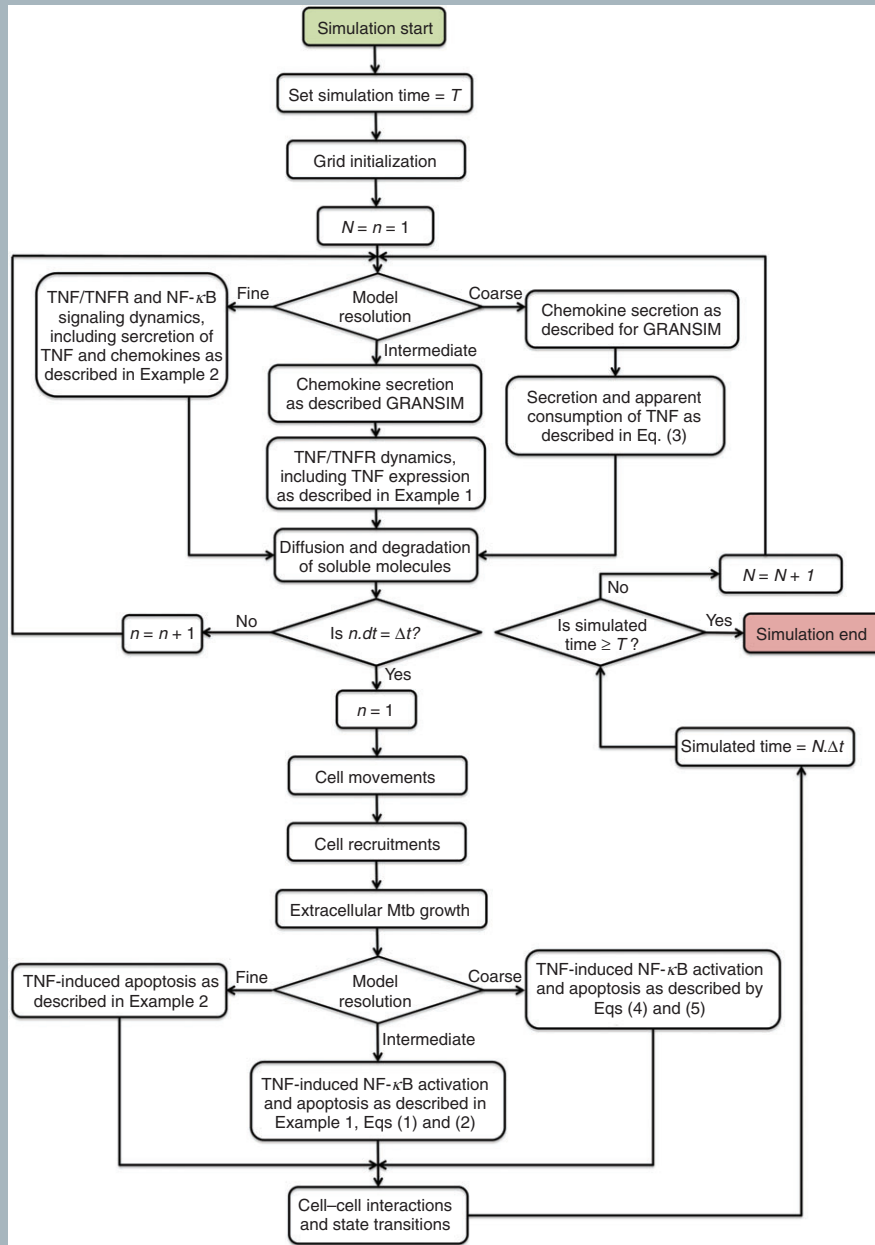 Simulation start
Set simulation time = T
Grid initialization
N = n = 1
Model
resolution
Fine
Coarse
Intermediate
TNF/TNFR and NF-κB
signaling dynamics,
including sercretion of
TNF and chemokines as
described in Example 2
Chemokine secretion
as described GRANSIM
TNF/TNFR dynamics,
including TNF expression
as described in Example 1
Chemokine secretion as
described for GRANSIM
Secretion and apparent
consumption of TNF as
described in Eq. (3)
Diffusion and degradation
of soluble molecules
Is n.dt = Δt?
No
n = n + 1
Yes
n = 1
Cell movements
Cell recruitments
Extracellular Mtb growth
Model
resolution
Fine
Coarse
Intermediate
TNF-induced apoptosis as
described in Example 2
TNF-induced NF-κB activation
and apoptosis as described in
Example 1, Eqs (1) and (2)
TNF-induced NF-κB activation
and apoptosis as described by
Eqs (4) and (5)
Cell–cell interactions
and state transitions
Simulated time = N.Δt
Is simulated
time ≥ T ?
No
N = N + 1
Yes
Simulation end